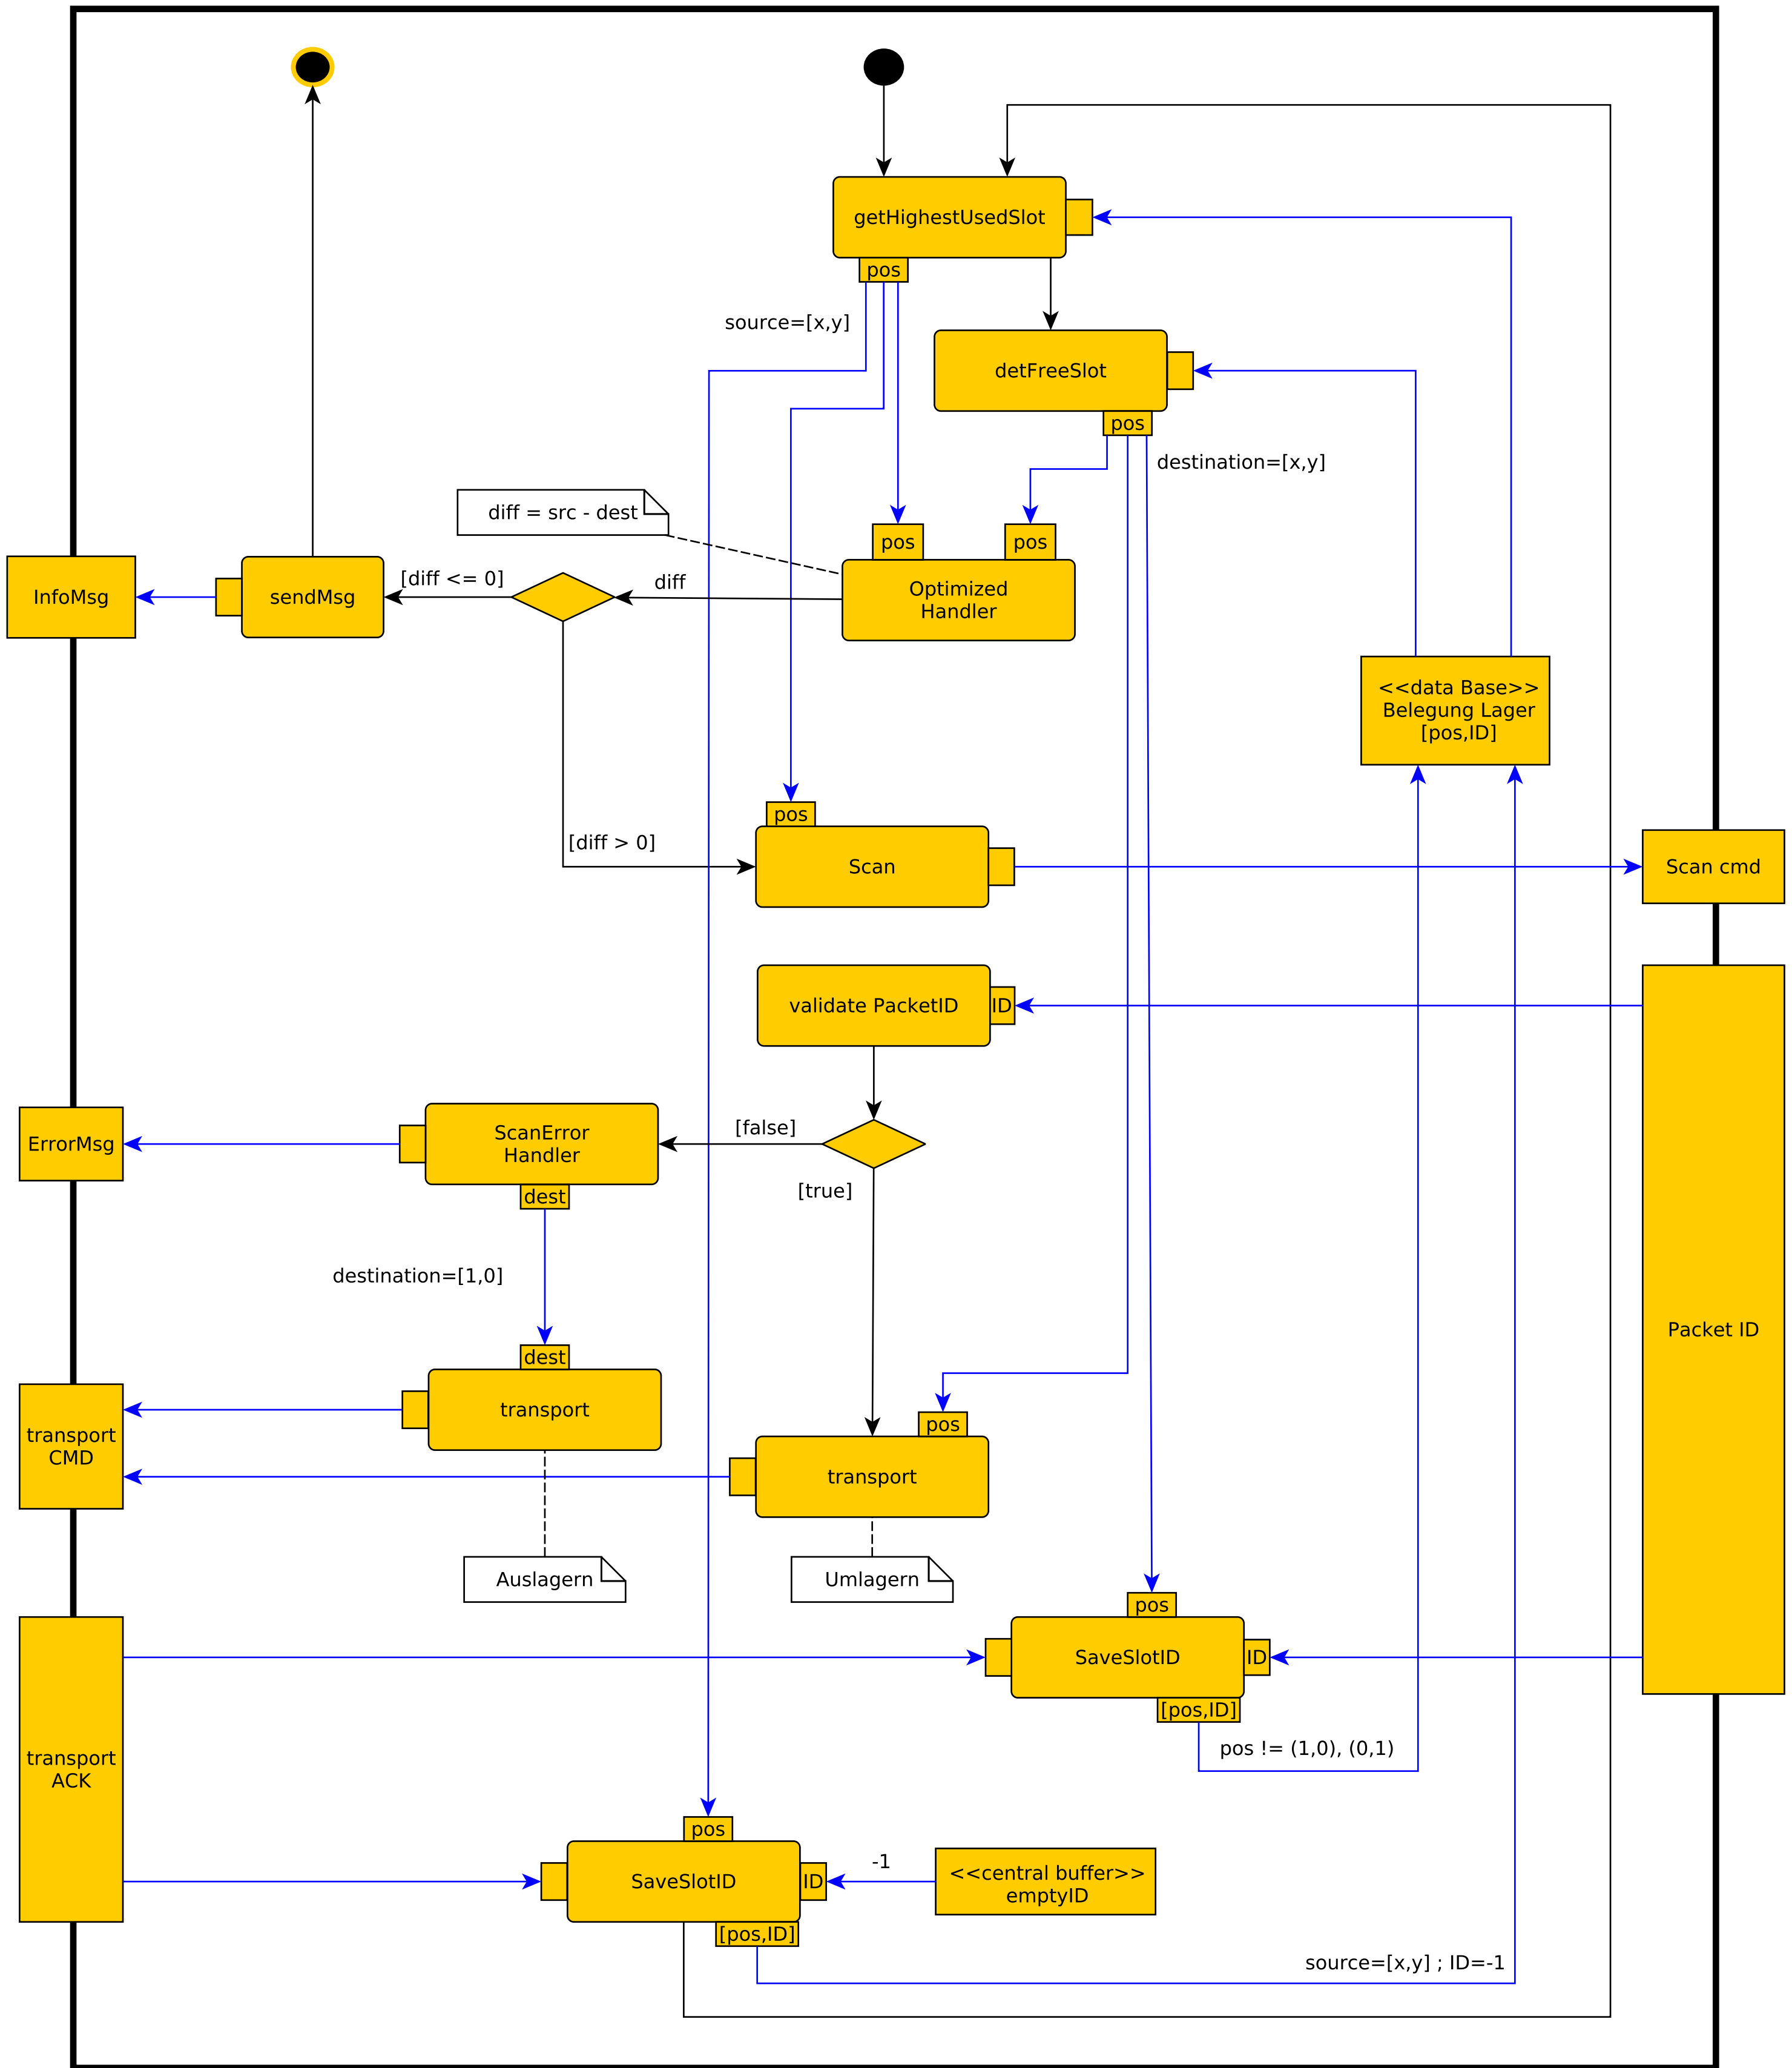 getHighestUsedSlot
pos
source=[x,y]
detFreeSlot
pos
destination=[x,y]
diff = src - dest
pos
pos
InfoMsg
sendMsg
[diff <= 0]
diff
Optimized
Handler
<<data Base>>
Belegung Lager
[pos,ID]
pos
[diff > 0]
Scan
Scan cmd
validate PacketID
ID
ErrorMsg
ScanError
Handler
[false]
[true]
dest
destination=[1,0]
Packet ID
dest
transport
CMD
transport
pos
transport
Auslagern
Umlagern
pos
SaveSlotID
ID
[pos,ID]
pos != (1,0), (0,1)
transport
ACK
pos
SaveSlotID
ID
-1
<<central buffer>>
emptyID
[pos,ID]
source=[x,y] ; ID=-1